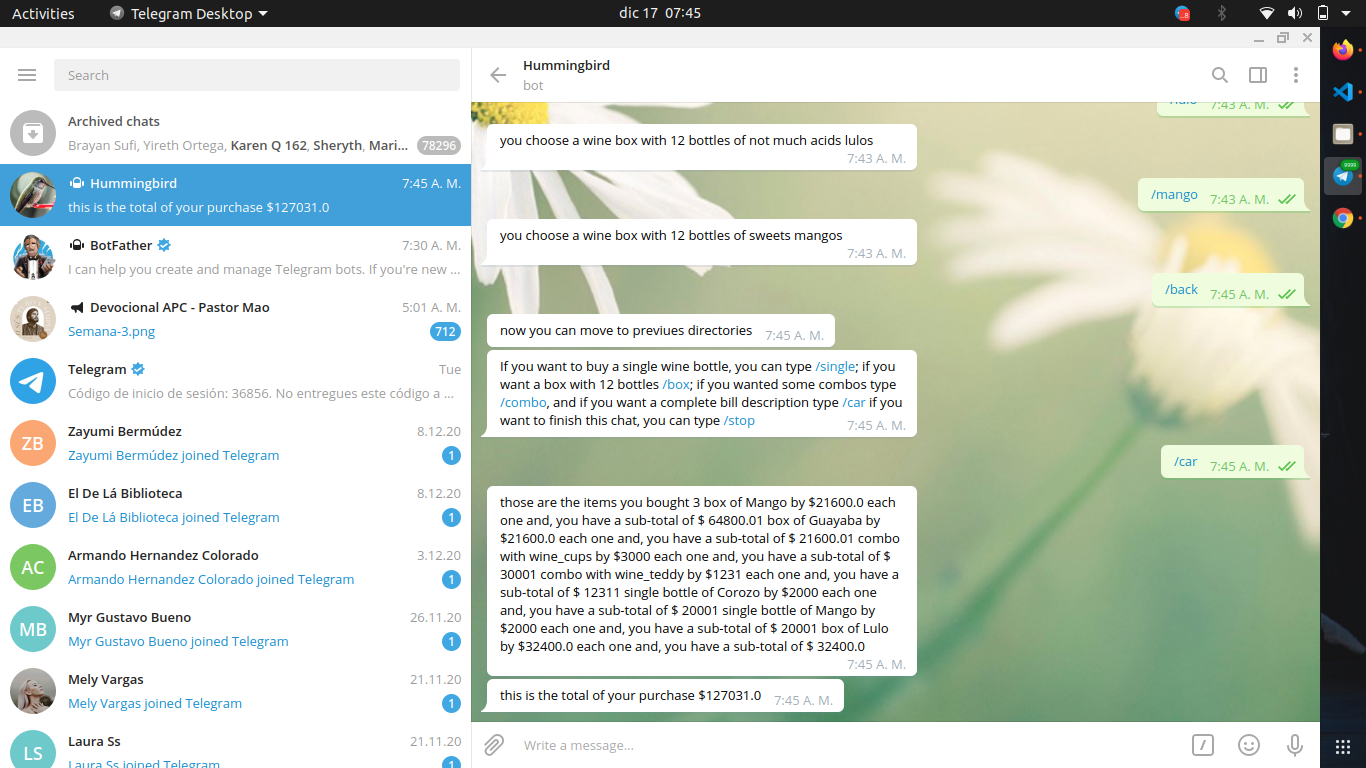 Activities
Telegram Desktop
dic 17 07:45
Search
Archived chats
Brayan Sufi, Yireth Ortega, Karen Q 162, Sheryth, Mari...
78296
Hummingbird
7:45 A. M.
this is the total of your purchase $127031.0
BotFather
7:30 A. M.
I can help you create and manage Telegram bots. If you're new ...
Devocional APC - Pastor Mao
5:01 A. M.
Semana-3.png
712
Telegram
Tue
Código de inicio de sesión: 36856. No entregues este código a ...
ZB
Zayumi Bermúdez
8.12.20
Zayumi Bermúdez joined Telegram
1
EB
El De Lá Biblioteca
8.12.20
El De Lá Biblioteca joined Telegram
1
AC
Armando Hernandez Colorado
3.12.20
Armando Hernandez Colorado joined Telegram
1
MB
Myr Gustavo Bueno
26.11.20
Myr Gustavo Bueno joined Telegram
1
Mely Vargas
21.11.20
Mely Vargas joined Telegram
1
LS
Laura Ss
21.11.20
Laura Ss joined Telegram
1
Hummingbird
bot
7:43 A. M.
you choose a wine box with 12 bottles of not much acids lulos
7:43 A. M.
/mango
7:43 A. M.
you choose a wine box with 12 bottles of sweets mangos
7:43 A. M.
/back
7:45 A. M.
now you can move to previues directories
7:45 A. M.
If you want to buy a single wine bottle, you can type /single; if you
want a box with 12 bottles /box; if you wanted some combos type
/combo, and if you want a complete bill description type /car if you
want to finish this chat, you can type /stop
7:45 A. M.
/car
7:45 A. M.
those are the items you bought 3 box of Mango by $21600.0 each
one and, you have a sub-total of $ 64800.01 box of Guayaba by
$21600.0 each one and, you have a sub-total of $ 21600.01 combo
with wine_cups by $3000 each one and, you have a sub-total of $
30001 combo with wine_teddy by $1231 each one and, you have a
sub-total of $ 12311 single bottle of Corozo by $2000 each one
and, you have a sub-total of $ 20001 single bottle of Mango by
$2000 each one and, you have a sub-total of $ 20001 box of Lulo
by $32400.0 each one and, you have a sub-total of $ 32400.0
7:45 A. M.
this is the total of your purchase $127031.0
7:45 A. M.
Write a message...
9999